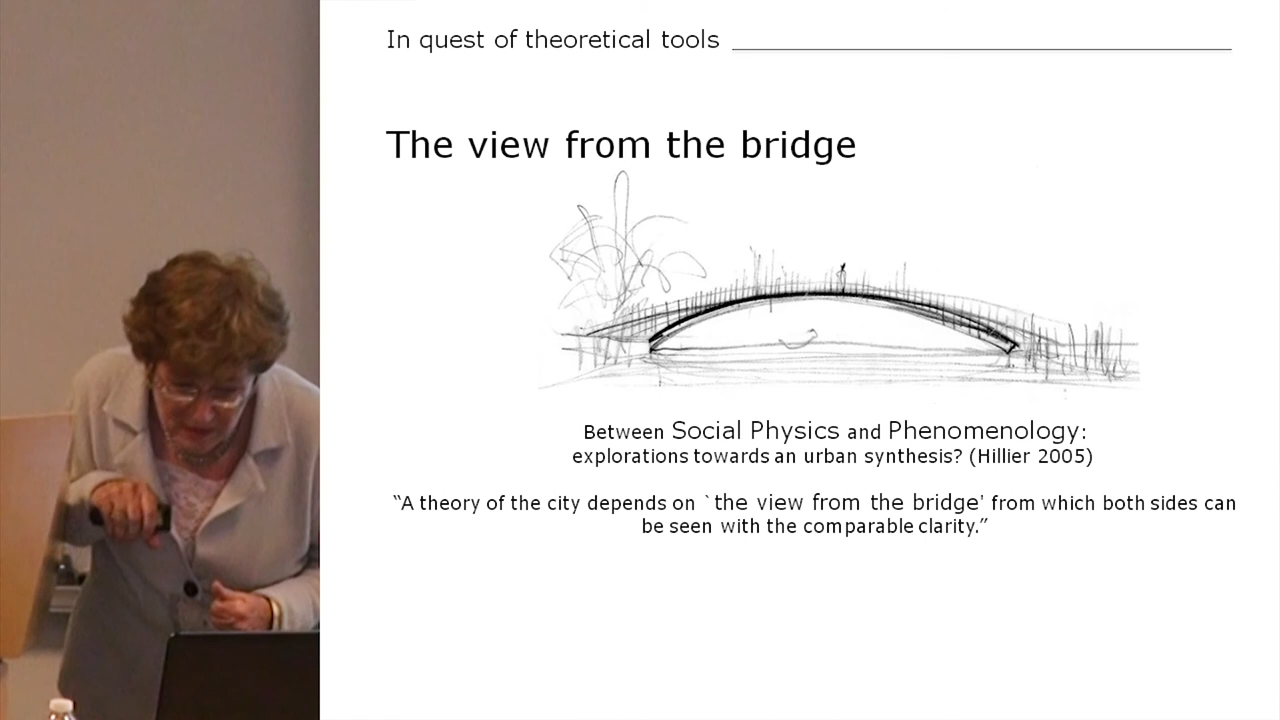 In quest of theoretical tools
The view from the bridge
Between Social Physics and Phenomenology:
explorations towards an urban synthesis? (Hillier 2005)
“A theory of the city depends on `the view from the bridge' from which both sides can
be seen with the comparable clarity.”